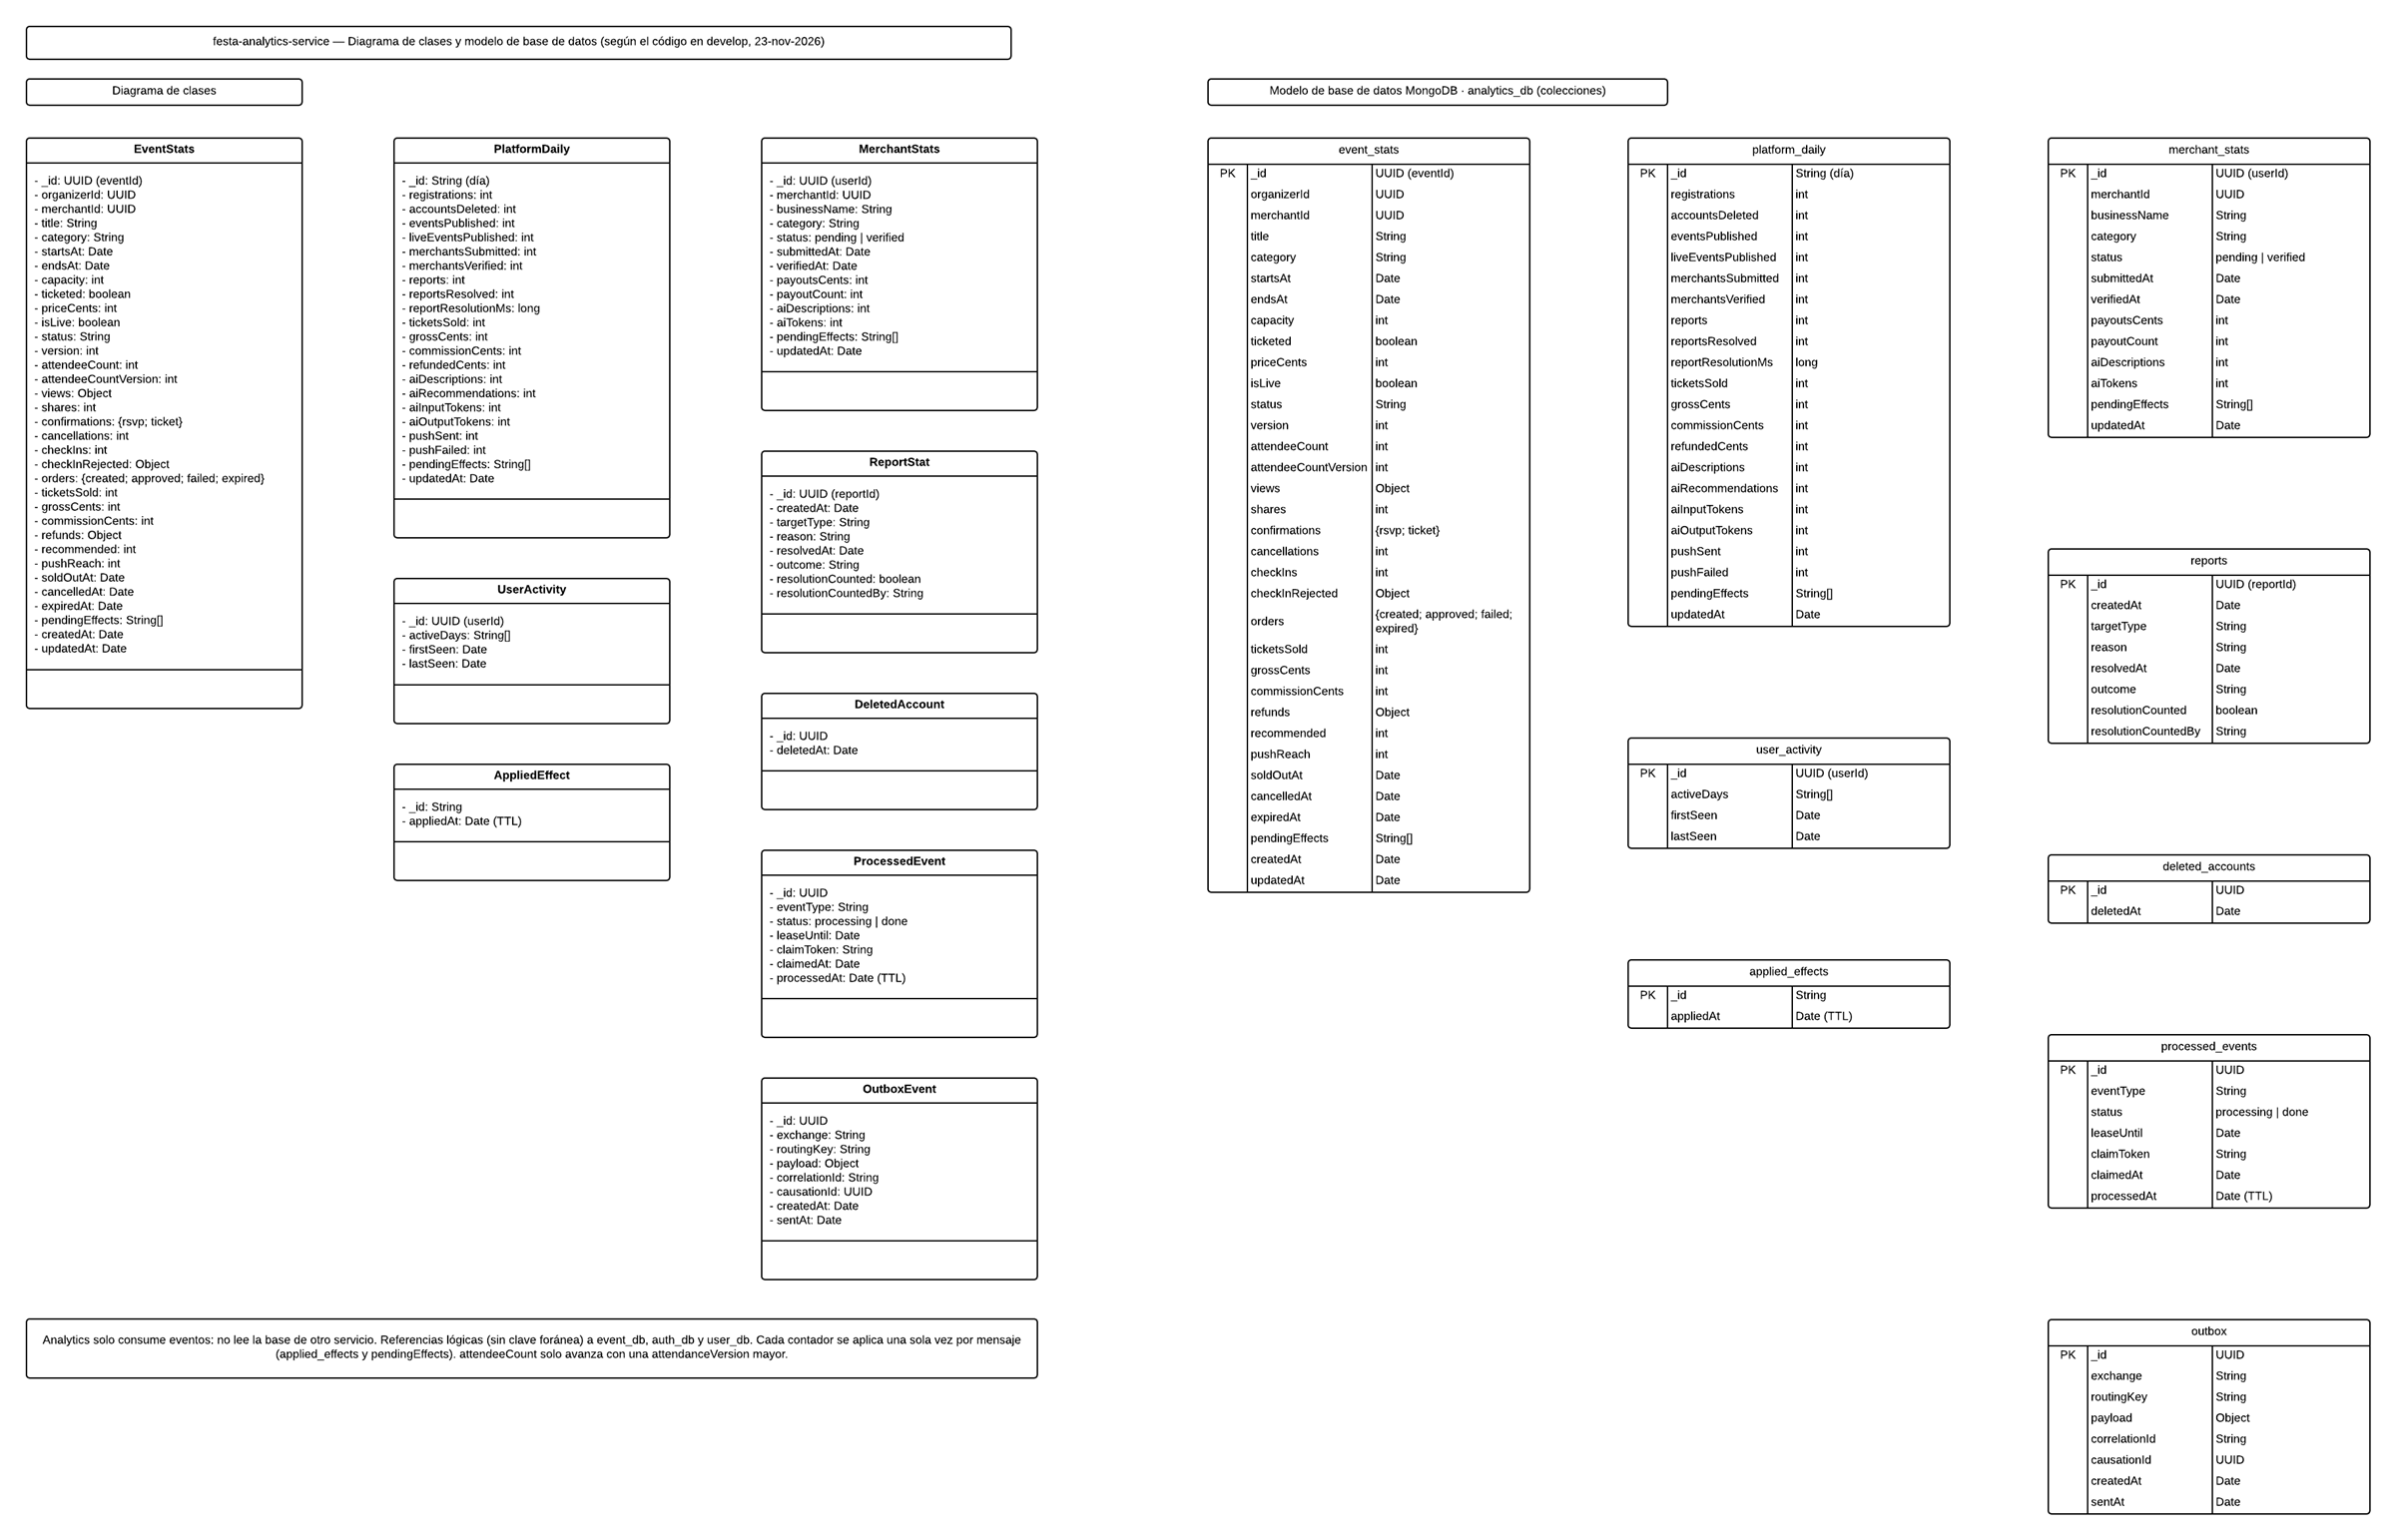 festa-analytics-service — Diagrama de clases y modelo de base de datos (según el código en develop, 23-nov-2026)
Diagrama de clases
EventStats
- _id: UUID (eventId)
- organizerId: UUID
- merchantId: UUID
- title: String
- category: String
- startsAt: Date
- endsAt: Date
- capacity: int
- ticketed: boolean
- priceCents: int
- isLive: boolean
- status: String
- version: int
- attendeeCount: int
- attendeeCountVersion: int
- views: Object
- shares: int
- confirmations: {rsvp; ticket}
- cancellations: int
- checkIns: int
- checkInRejected: Object
- orders: {created; approved; failed; expired}
- ticketsSold: int
- grossCents: int
- commissionCents: int
- refunds: Object
- recommended: int
- pushReach: int
- soldOutAt: Date
- cancelledAt: Date
- expiredAt: Date
- pendingEffects: String[]
- createdAt: Date
- updatedAt: Date
PlatformDaily
- _id: String (día)
- registrations: int
- accountsDeleted: int
- eventsPublished: int
- liveEventsPublished: int
- merchantsSubmitted: int
- merchantsVerified: int
- reports: int
- reportsResolved: int
- reportResolutionMs: long
- ticketsSold: int
- grossCents: int
- commissionCents: int
- refundedCents: int
- aiDescriptions: int
- aiRecommendations: int
- aiInputTokens: int
- aiOutputTokens: int
- pushSent: int
- pushFailed: int
- pendingEffects: String[]
- updatedAt: Date
UserActivity
- _id: UUID (userId)
- activeDays: String[]
- firstSeen: Date
- lastSeen: Date
AppliedEffect
- _id: String
- appliedAt: Date (TTL)
MerchantStats
- _id: UUID (userId)
- merchantId: UUID
- businessName: String
- category: String
- status: pending | verified
- submittedAt: Date
- verifiedAt: Date
- payoutsCents: int
- payoutCount: int
- aiDescriptions: int
- aiTokens: int
- pendingEffects: String[]
- updatedAt: Date
ReportStat
- _id: UUID (reportId)
- createdAt: Date
- targetType: String
- reason: String
- resolvedAt: Date
- outcome: String
- resolutionCounted: boolean
- resolutionCountedBy: String
DeletedAccount
- _id: UUID
- deletedAt: Date
ProcessedEvent
- _id: UUID
- eventType: String
- status: processing | done
- leaseUntil: Date
- claimToken: String
- claimedAt: Date
- processedAt: Date (TTL)
OutboxEvent
- _id: UUID
- exchange: String
- routingKey: String
- payload: Object
- correlationId: String
- causationId: UUID
- createdAt: Date
- sentAt: Date
Analytics solo consume eventos: no lee la base de otro servicio. Referencias lógicas (sin clave foránea) a event_db, auth_db y user_db. Cada contador se aplica una sola vez por mensaje
(applied_effects y pendingEffects). attendeeCount solo avanza con una attendanceVersion mayor.
Modelo de base de datos MongoDB · analytics_db (colecciones)
event_stats
PK _id UUID (eventId)
organizerId UUID
merchantId UUID
title String
category String
startsAt Date
endsAt Date
capacity int
ticketed boolean
priceCents int
isLive boolean
status String
version int
attendeeCount int
attendeeCountVersion int
views Object
shares int
confirmations {rsvp; ticket}
cancellations int
checkIns int
checkInRejected Object
orders {created; approved; failed;
expired}
ticketsSold int
grossCents int
commissionCents int
refunds Object
recommended int
pushReach int
soldOutAt Date
cancelledAt Date
expiredAt Date
pendingEffects String[]
createdAt Date
updatedAt Date
platform_daily
PK _id String (día)
registrations int
accountsDeleted int
eventsPublished int
liveEventsPublished int
merchantsSubmitted int
merchantsVerified int
reports int
reportsResolved int
reportResolutionMs long
ticketsSold int
grossCents int
commissionCents int
refundedCents int
aiDescriptions int
aiRecommendations int
aiInputTokens int
aiOutputTokens int
pushSent int
pushFailed int
pendingEffects String[]
updatedAt Date
user_activity
PK _id UUID (userId)
activeDays String[]
firstSeen Date
lastSeen Date
applied_effects
PK _id String
appliedAt Date (TTL)
merchant_stats
PK _id UUID (userId)
merchantId UUID
businessName String
category String
status pending | verified
submittedAt Date
verifiedAt Date
payoutsCents int
payoutCount int
aiDescriptions int
aiTokens int
pendingEffects String[]
updatedAt Date
reports
PK _id UUID (reportId)
createdAt Date
targetType String
reason String
resolvedAt Date
outcome String
resolutionCounted boolean
resolutionCountedBy String
deleted_accounts
PK _id UUID
deletedAt Date
processed_events
PK _id UUID
eventType String
status processing | done
leaseUntil Date
claimToken String
claimedAt Date
processedAt Date (TTL)
outbox
PK _id UUID
exchange String
routingKey String
payload Object
correlationId String
causationId UUID
createdAt Date
sentAt Date